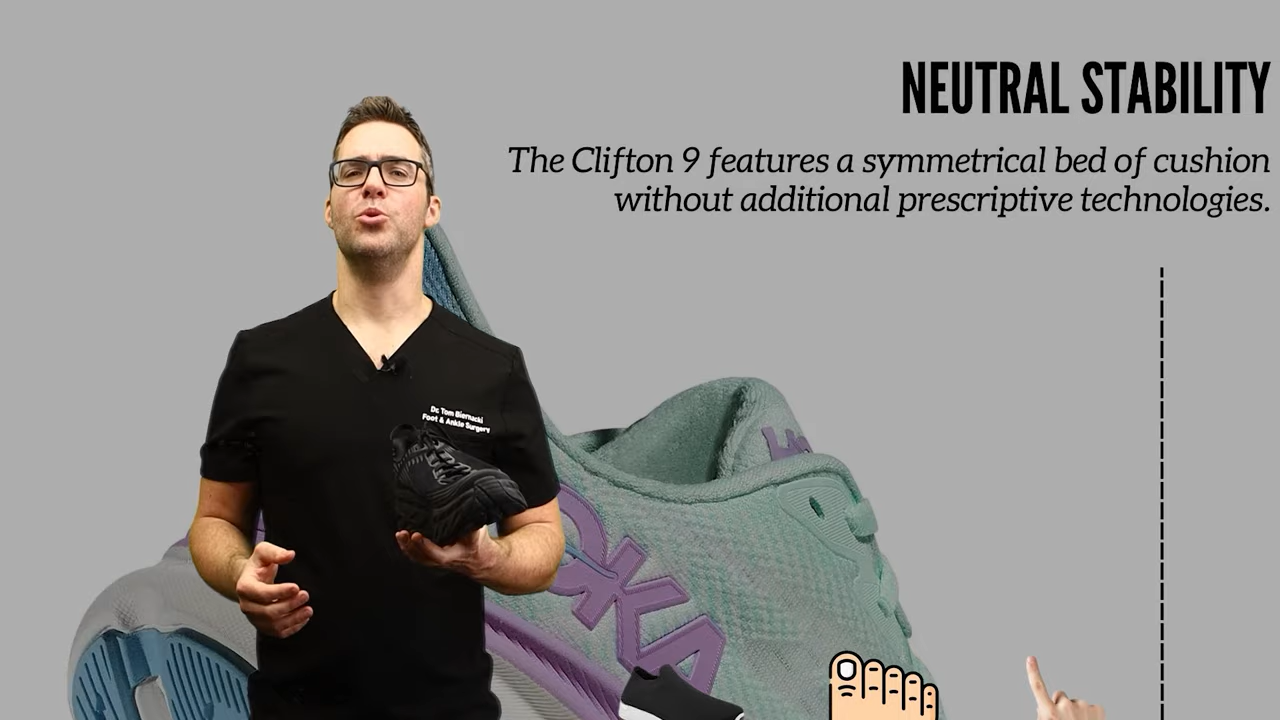 NEUTRAL STABILITY
The Clifton 9 features a symmetrical bed of cushion
without additional prescriptive technologies.
Dr. Tom Biernacki
Foot & Ankle Surgery
HOKA